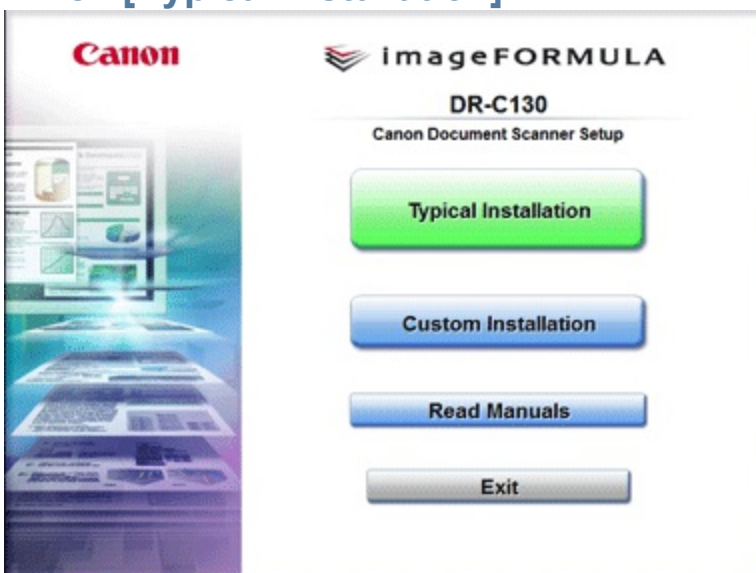 Canon
imageFORMULA
DR-C130
Canon Document Scanner Setup
Typical Installation
Custom Installation
Read Manuals
Exit